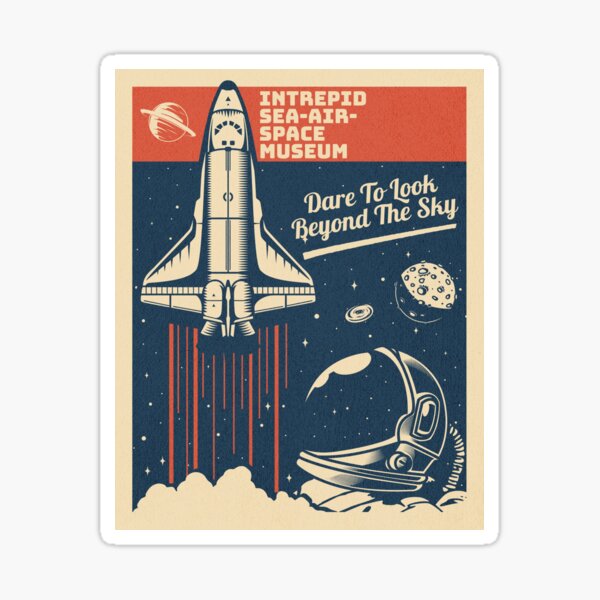 INTREPID
SEA-AIR-
SPACE
MUSEUM
Dare To Look
Beyond The Sky